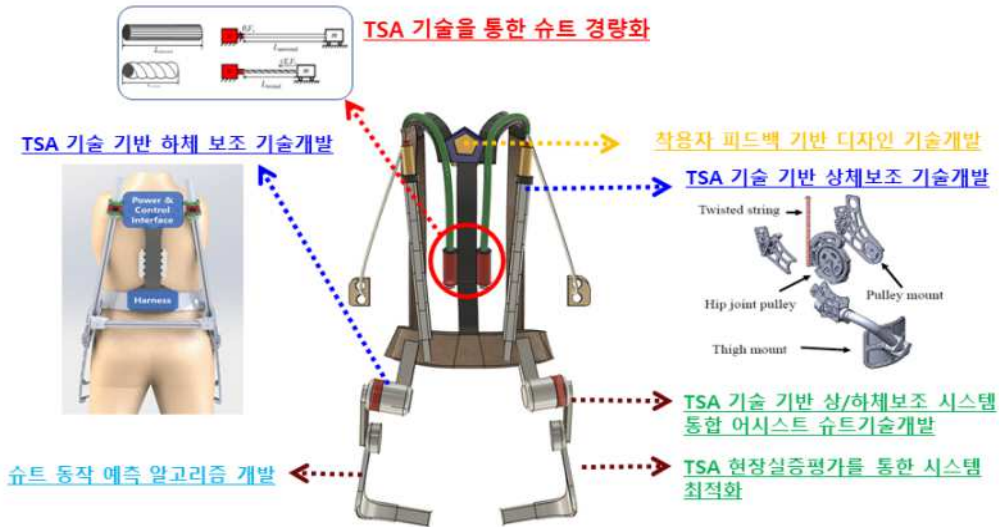 TSA 기술을 통한 슈트 경량화
TSA 기술 기반 하체 보조 기술개발
착용자 피드백 기반 디자인 기술개발
TSA 기술 기반 상체보조 기술개발
Power &
Control
Interface
Harness
Twisted string
Hip joint pulley
Pulley mount
Thigh mount
TSA 기술 기반 상/하체보조 시스템
통합 어시스트 슈트기술개발
슈트 동작 예측 알고리즘 개발
TSA 현장실증평가를 통한 시스템
최적화